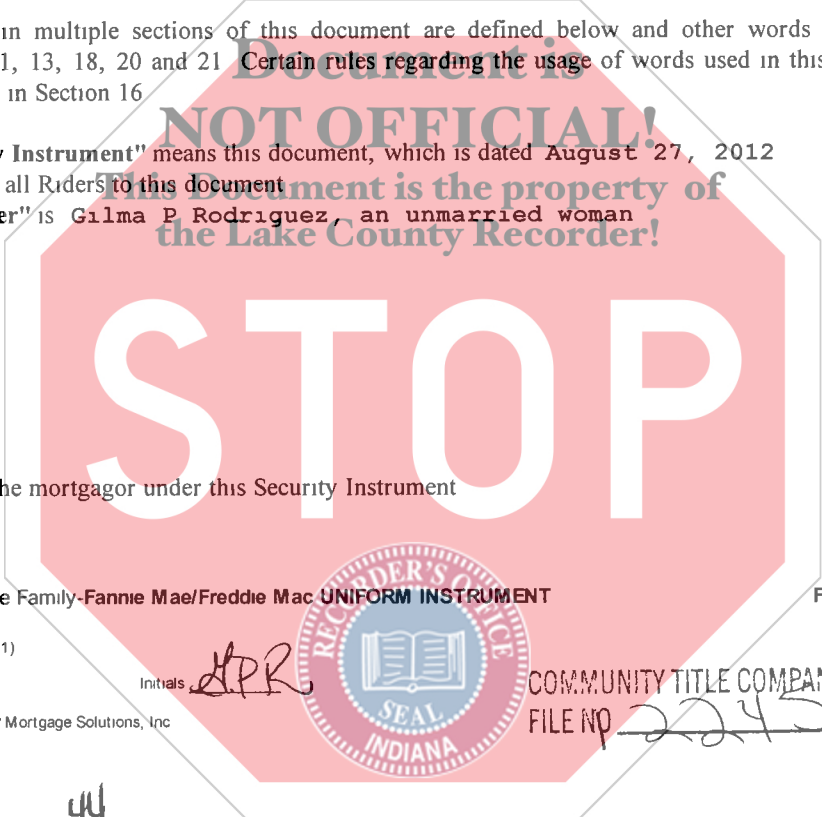 in multiple sections of this document are defined below and other words
1, 13, 18, 20 and 21 Certain rules regarding the usage of words used in this
in Section 16
Document is
NOT OFFICIAL!
This Document is the property of
the Lake County Recorder!
Instrument" means this document, which is dated August 27, 2012
all Riders to this document
er" is Gilma P Rodriguez, an unmarried woman
STOP
he mortgagor under this Security Instrument
e Family-Fannie Mae/Freddie Mac UNIFORM INSTRUMENT
1)
RECORDER'S OFFICE
SEAL
INDIANA
Initials GPR
COMMUNITY TITLE COMPAN
FILE NO 2245
Mortgage Solutions, Inc